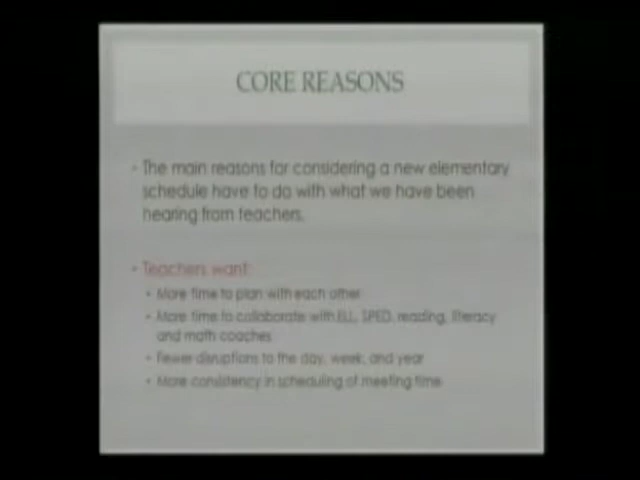 CORE REASONS
• The main reasons for considering a new elementary
schedule have to do with what we have been
hearing from teachers.
• Teachers want:
• More time to plan with each other
• More time to collaborate with ELL, SPED, reading, literacy
and math coaches
• Fewer disruptions to the day, week, and year
• More consistency in scheduling of meeting time